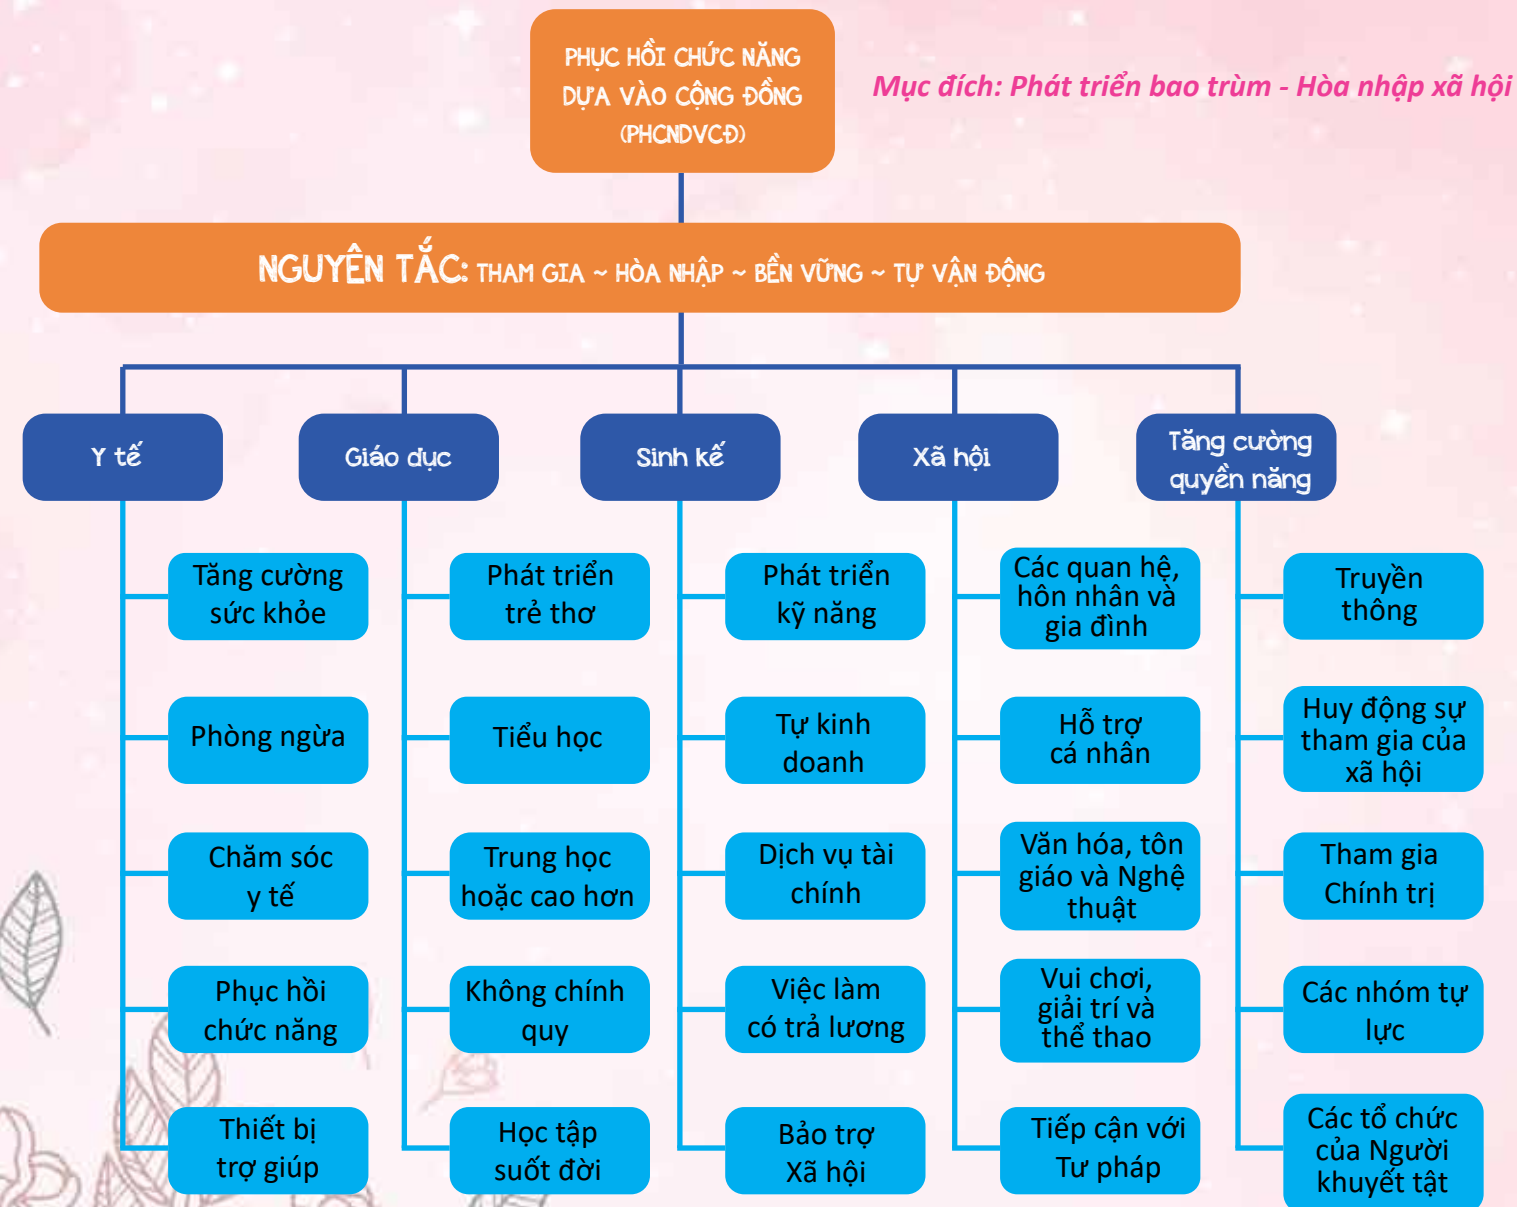 PHỤC HỒI CHỨC NĂNG
DỰA VÀO CỘNG ĐỒNG
(PHCNDVCĐ)
Mục đích: Phát triển bao trùm - Hòa nhập xã hội
NGUYÊN TẮC: THAM GIA ~ HÒA NHẬP ~ BỀN VỮNG ~ TỰ VẬN ĐỘNG
Y tế
Tăng cường
sức khỏe
Phòng ngừa
Chăm sóc
y tế
Phục hồi
chức năng
Thiết bị
trợ giúp
Giáo dục
Phát triển
trẻ thơ
Tiểu học
Trung học
hoặc cao hơn
Không chính
quy
Học tập
suốt đời
Sinh kế
Phát triển
kỹ năng
Tự kinh
doanh
Dịch vụ tài
chính
Việc làm
có trả lương
Bảo trợ
Xã hội
Xã hội
Các quan hệ,
hôn nhân và
gia đình
Hỗ trợ
cá nhân
Văn hóa, tôn
giáo và Nghệ
thuật
Vui chơi,
giải trí và
thể thao
Tiếp cận với
Tư pháp
Tăng cường
quyền năng
Truyền
thông
Huy động sự
tham gia của
xã hội
Tham gia
Chính trị
Các nhóm tự
lực
Các tổ chức
của Người
khuyết tật